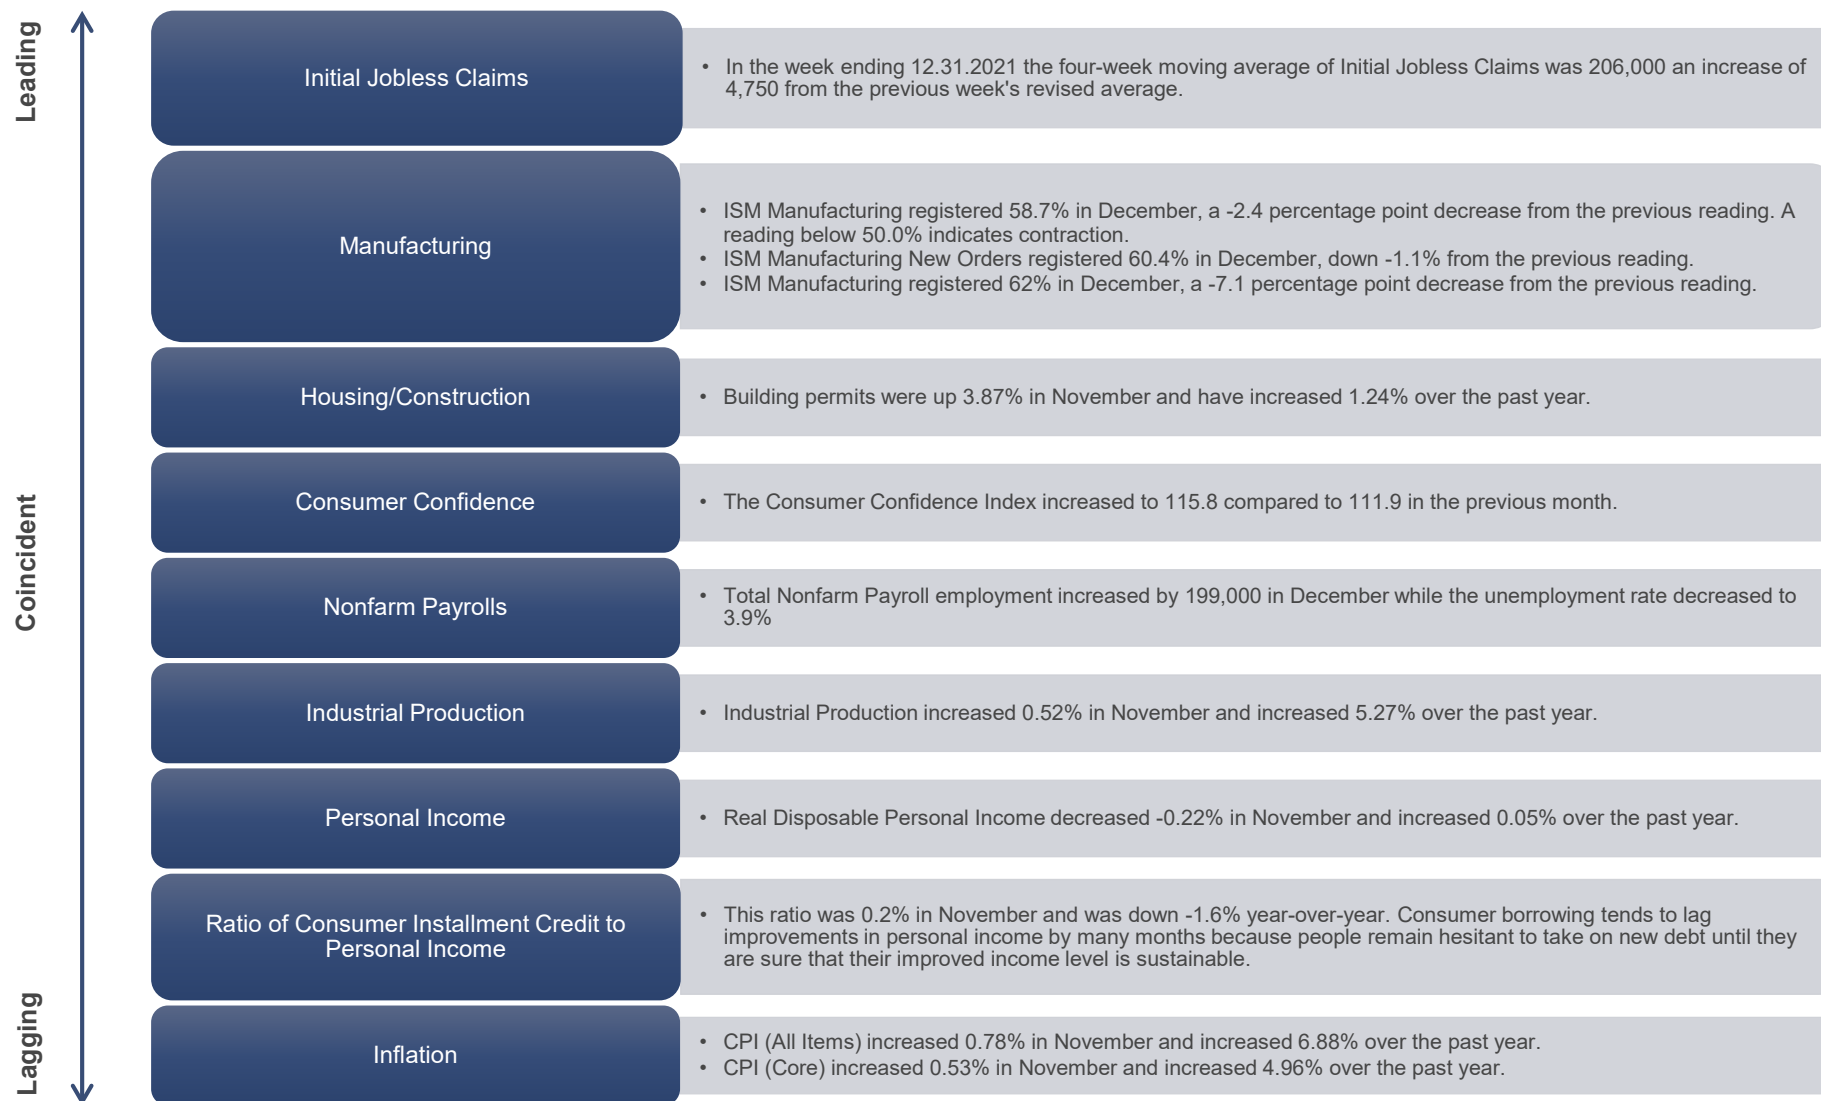 Leading
Initial Jobless Claims
• In the week ending 12.31.2021 the four-week moving average of Initial Jobless Claims was 206,000 an increase of
4,750 from the previous week's revised average.
Manufacturing
• ISM Manufacturing registered 58.7% in December, a -2.4 percentage point decrease from the previous reading. A
reading below 50.0% indicates contraction.
• ISM Manufacturing New Orders registered 60.4% in December, down -1.1% from the previous reading.
• ISM Manufacturing registered 62% in December, a -7.1 percentage point decrease from the previous reading.
Housing/Construction
• Building permits were up 3.87% in November and have increased 1.24% over the past year.
Coincident
Consumer Confidence
• The Consumer Confidence Index increased to 115.8 compared to 111.9 in the previous month.
Nonfarm Payrolls
• Total Nonfarm Payroll employment increased by 199,000 in December while the unemployment rate decreased to
3.9%
Industrial Production
• Industrial Production increased 0.52% in November and increased 5.27% over the past year.
Personal Income
• Real Disposable Personal Income decreased -0.22% in November and increased 0.05% over the past year.
Ratio of Consumer Installment Credit to
Personal Income
• This ratio was 0.2% in November and was down -1.6% year-over-year. Consumer borrowing tends to lag
improvements in personal income by many months because people remain hesitant to take on new debt until they
are sure that their improved income level is sustainable.
Lagging
Inflation
• CPI (All Items) increased 0.78% in November and increased 6.88% over the past year.
• CPI (Core) increased 0.53% in November and increased 4.96% over the past year.